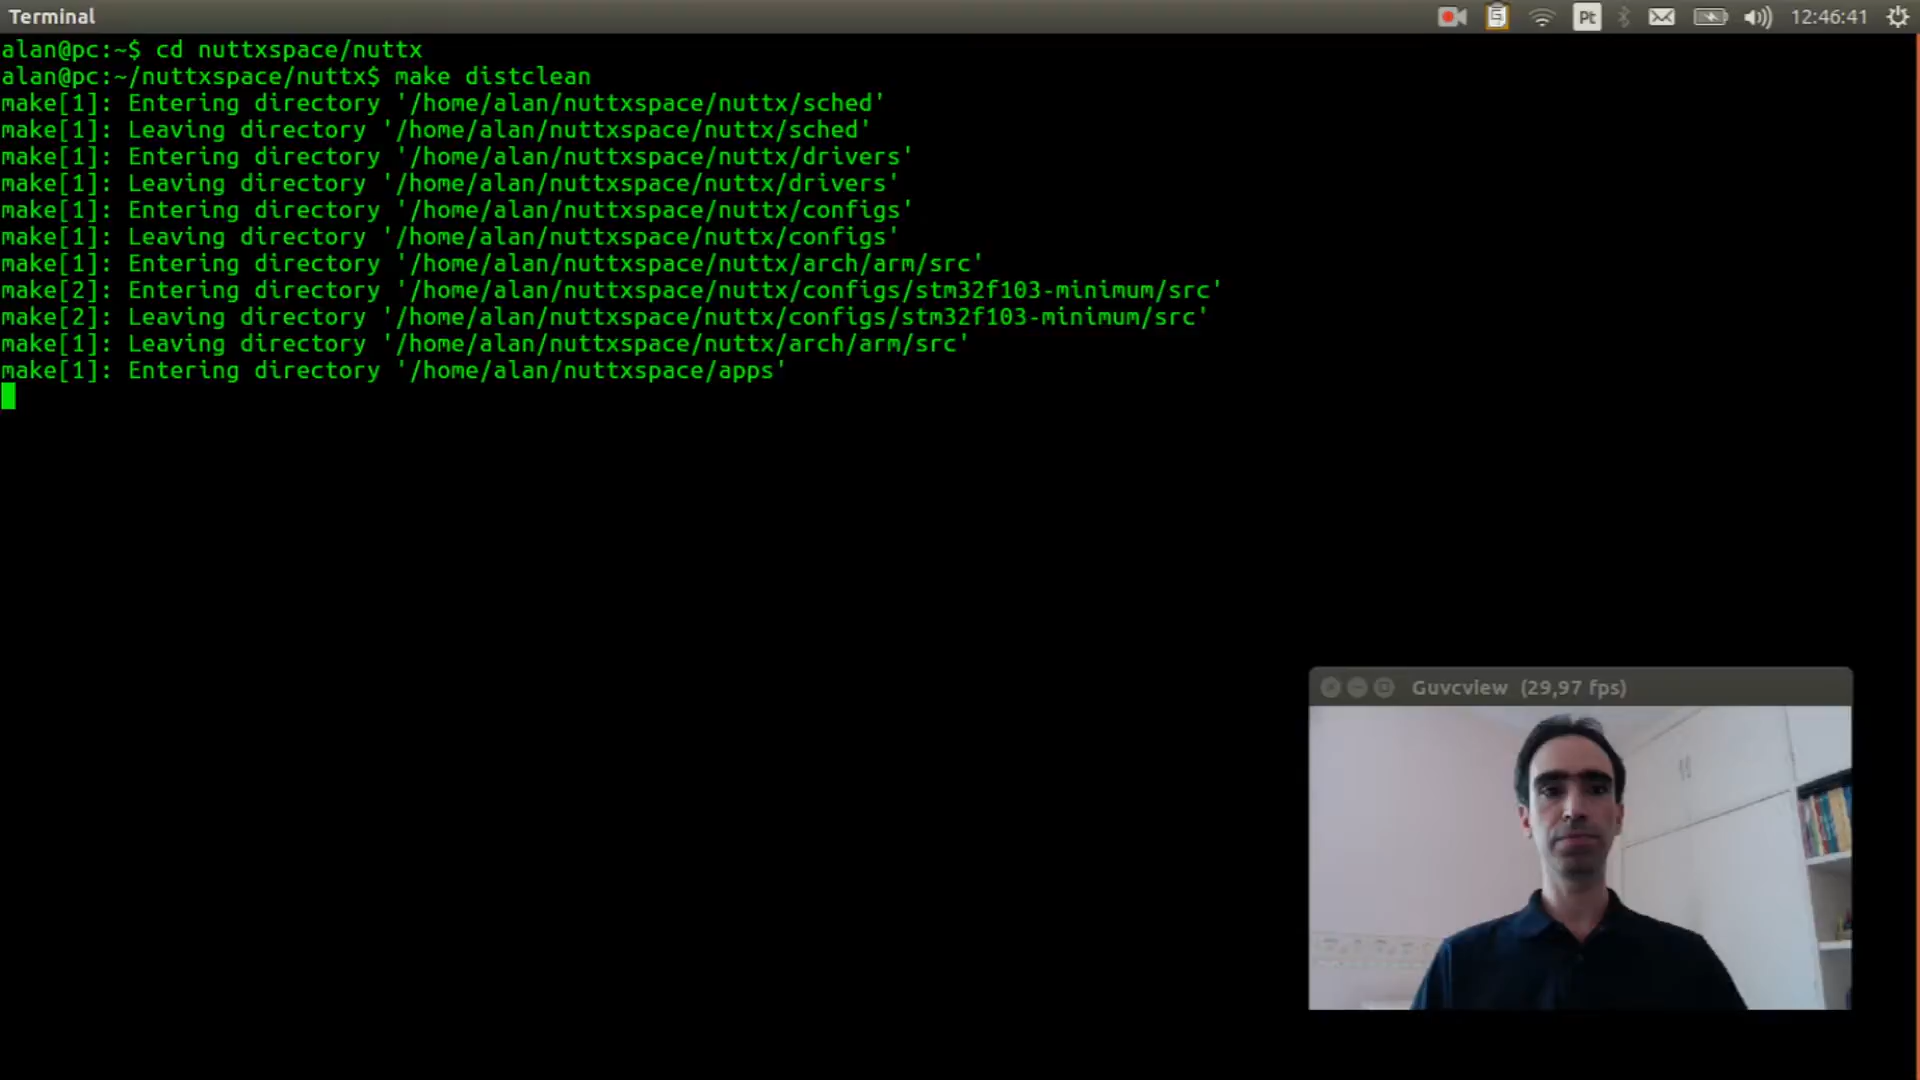 Terminal
Pt
12:46:41
alan@pc:~$ cd nuttxspace/nuttx
alan@pc:~/nuttxspace/nuttx$ make distclean
make[1]: Entering directory '/home/alan/nuttxspace/nuttx/sched'
make[1]: Leaving directory '/home/alan/nuttxspace/nuttx/sched'
make[1]: Entering directory '/home/alan/nuttxspace/nuttx/drivers'
make[1]: Leaving directory '/home/alan/nuttxspace/nuttx/drivers'
make[1]: Entering directory '/home/alan/nuttxspace/nuttx/configs'
make[1]: Leaving directory '/home/alan/nuttxspace/nuttx/configs'
make[1]: Entering directory '/home/alan/nuttxspace/nuttx/arch/arm/src'
make[2]: Entering directory '/home/alan/nuttxspace/nuttx/configs/stm32f103-minimum/src'
make[2]: Leaving directory '/home/alan/nuttxspace/nuttx/configs/stm32f103-minimum/src'
make[1]: Leaving directory '/home/alan/nuttxspace/nuttx/arch/arm/src'
make[1]: Entering directory '/home/alan/nuttxspace/apps'
Guvcview (29,97 fps)